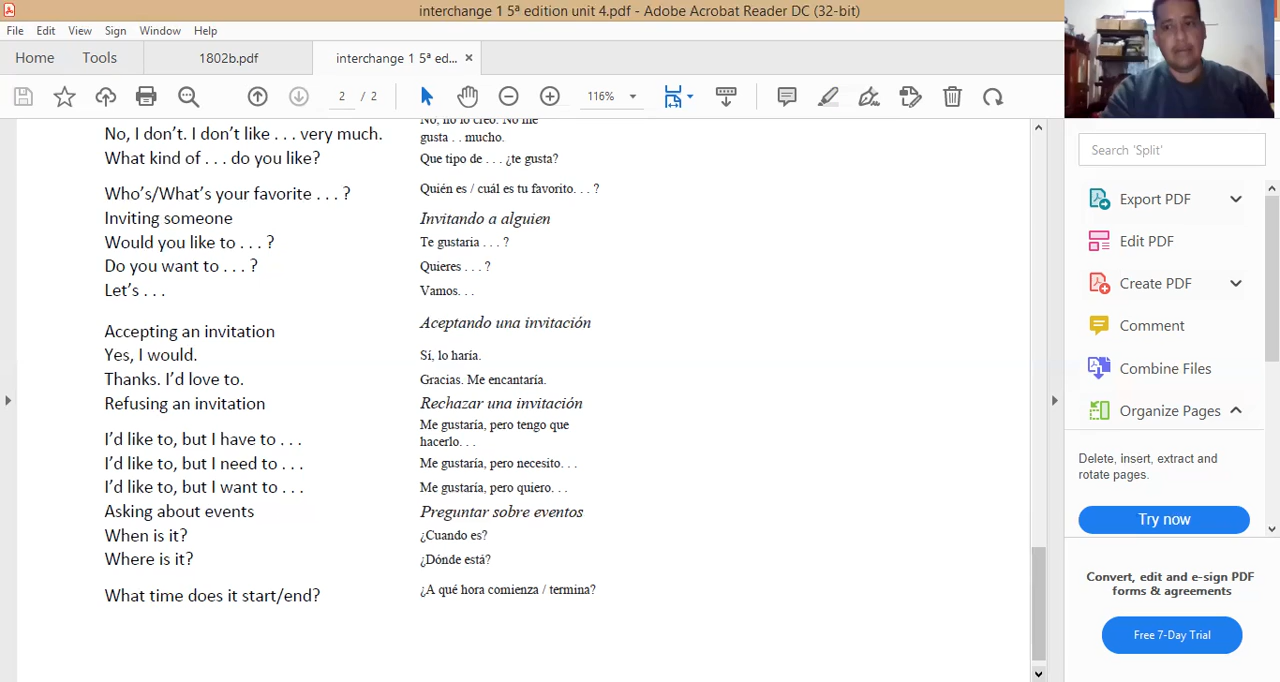 interchange 1 5ª edition unit 4.pdf - Adobe Acrobat Reader DC (32-bit)
File Edit View Sign Window Help
Home Tools 1802b.pdf interchange 1 5ª ed... ×
2 / 2 116%
No, no lo creo. No me
No, I don't. I don't like . . . very much. gusta . . mucho.
What kind of . . . do you like? Que tipo de . . . ¿te gusta?
Who's/What's your favorite . . . ? Quién es / cuál es tu favorito. . . ?
Inviting someone Invitando a alguien
Would you like to . . . ? Te gustaria . . . ?
Do you want to . . . ? Quieres . . . ?
Let's . . . Vamos. . .
Accepting an invitation Aceptando una invitación
Yes, I would. Sí, lo haría.
Thanks. I'd love to. Gracias. Me encantaría.
Refusing an invitation Rechazar una invitación
I'd like to, but I have to . . . Me gustaría, pero tengo que
hacerlo. . .
I'd like to, but I need to . . . Me gustaría, pero necesito. . .
I'd like to, but I want to . . . Me gustaría, pero quiero. . .
Asking about events Preguntar sobre eventos
When is it? ¿Cuando es?
Where is it? ¿Dónde está?
What time does it start/end? ¿A qué hora comienza / termina?
Search 'Split'
Export PDF
Edit PDF
Create PDF
Comment
Combine Files
Organize Pages
Delete, insert, extract and
rotate pages.
Try now
Convert, edit and e-sign PDF
forms & agreements
Free 7-Day Trial